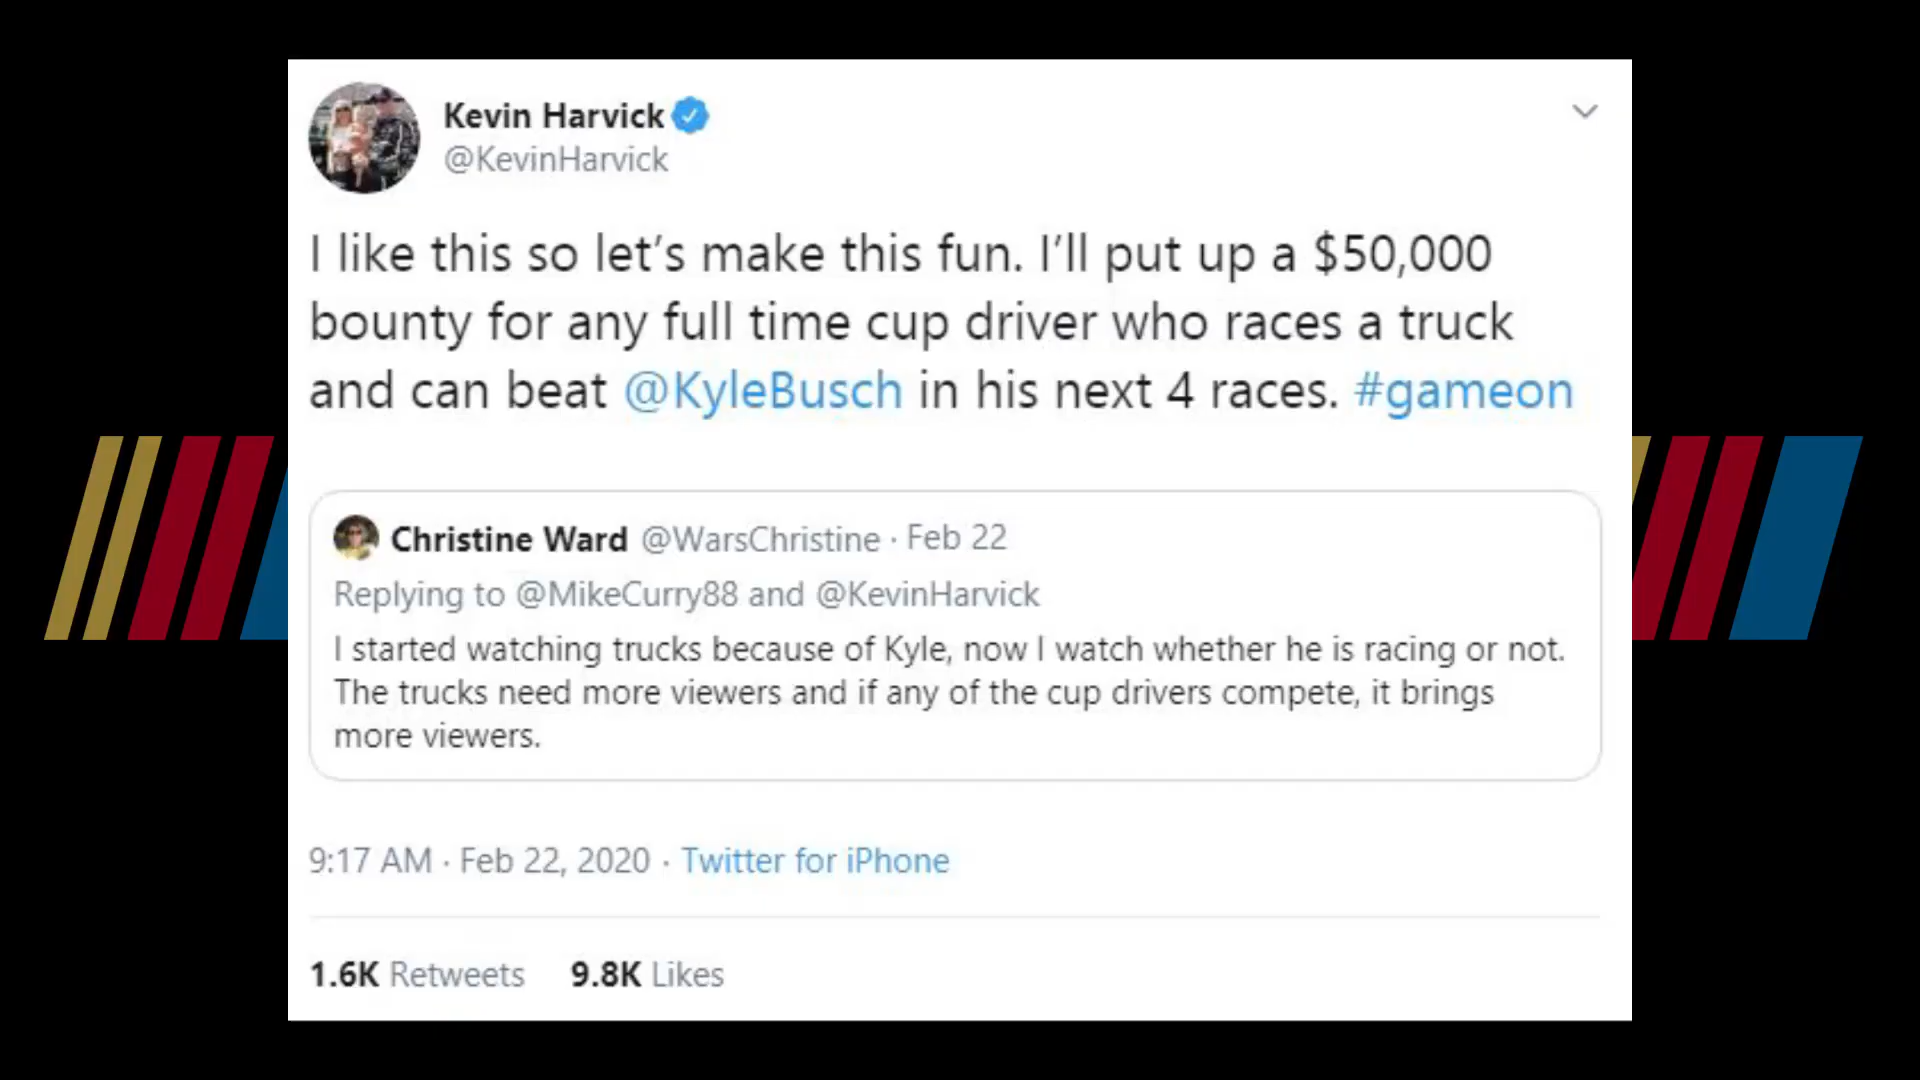 Kevin Harvick
@KevinHarvick
I like this so let's make this fun. I'll put up a $50,000
bounty for any full time cup driver who races a truck
and can beat @KyleBusch in his next 4 races. #gameon
Christine Ward @WarsChristine · Feb 22
Replying to @MikeCurry88 and @KevinHarvick
I started watching trucks because of Kyle, now I watch whether he is racing or not.
The trucks need more viewers and if any of the cup drivers compete, it brings
more viewers.
9:17 AM · Feb 22, 2020 · Twitter for iPhone
1.6K Retweets 9.8K Likes